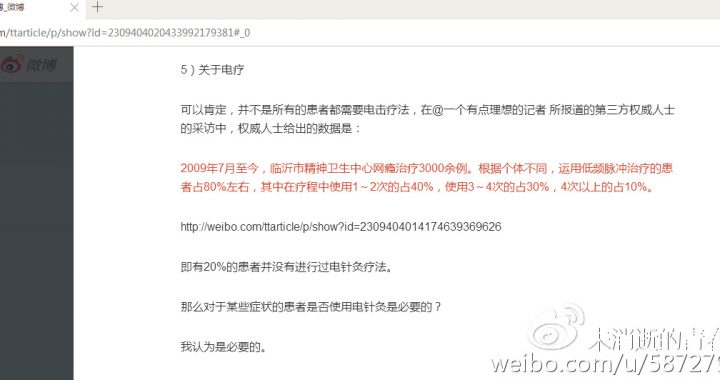 _微博
/ttarticle/p/show?id=2309404020433992179381#_0
微博
5）关于电疗
可以肯定，并不是所有的患者都需要电击疗法，在@一个有点理想的记者 所报道的第三方权威人士
的采访中，权威人士给出的数据是：
2009年7月至今，临沂市精神卫生中心网瘾治疗3000余例。根据个体不同，运用低频脉冲治疗的患
者占80%左右，其中在疗程中使用1～2次的占40%，使用3～4次的占30%，4次以上的占10%。
http://weibo.com/ttarticle/p/show?id=2309404014174639369626
即有20%的患者并没有进行过电针灸疗法。
那么对于某些症状的患者是否使用电针灸是必要的？
我认为是必要的。
未消逝的青
weibo.com/u/58727